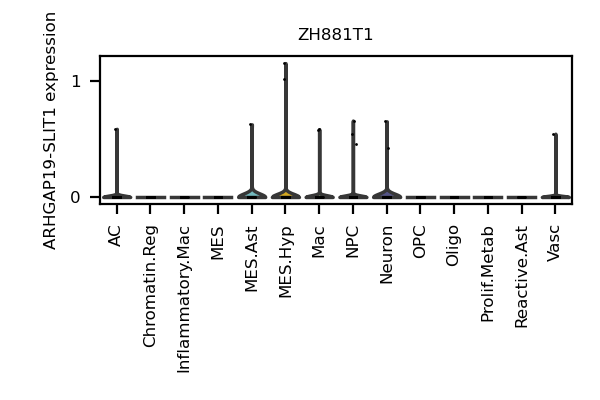 ZH881T1
ARHGAP19-SLIT1 expression
1
0
AC
Chromatin.Reg
Inflammatory.Mac
MES
MES.Ast
MES.Hyp
Mac
NPC
Neuron
OPC
Oligo
Prolif.Metab
Reactive.Ast
Vasc